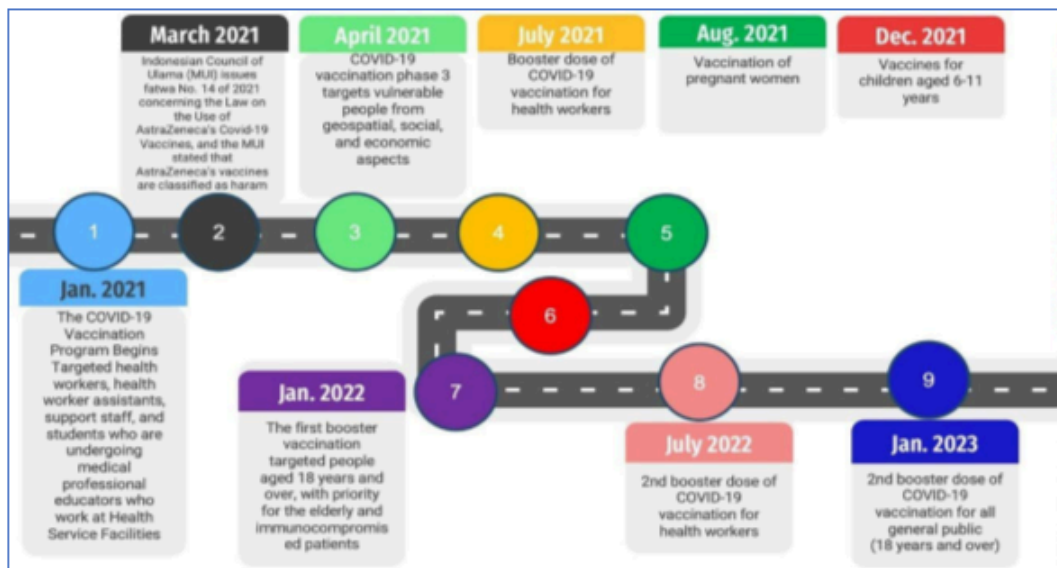 March 2021
Indonesian Council of
Ulama (MUI) issues
fatwa No. 14 of 2021
concerning the Law on
the Use of
AstraZeneca's Covid-19
Vaccines, and the MUI
stated that
AstraZeneca's vaccines
are classified as haram
April 2021
COVID-19
vaccination phase 3
targets vulnerable
people from
geospatial, social,
and economic
aspects
July 2021
Booster dose of
COVID-19
vaccination for
health workers
Aug. 2021
Vaccination of
pregnant women
Dec. 2021
Vaccines for
children aged 6-11
years
1
2
3
4
5
6
7
8
9
Jan. 2021
The COVID-19
Vaccination
Program Begins
Targeted health
workers, health
worker assistants,
support staff, and
students who are
undergoing
medical
professional
educators who
work at Health
Service Facilities
Jan. 2022
The first booster
vaccination
targeted people
aged 18 years and
over, with priority
for the elderly and
immunocompromis
ed patients
July 2022
2nd booster dose of
COVID-19
vaccination for
health workers
Jan. 2023
2nd booster dose of
COVID-19
vaccination for all
general public
(18 years and over)